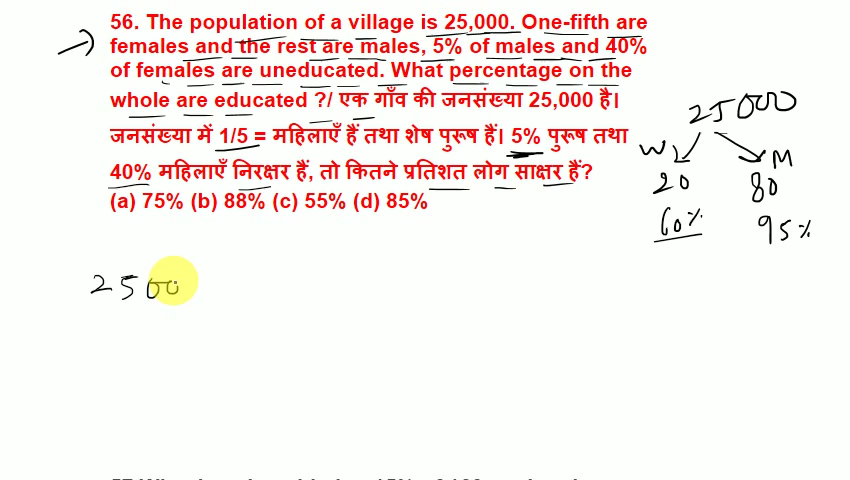 56. The population of a village is 25,000. One-fifth are
females and the rest are males, 5% of males and 40%
of females are uneducated. What percentage on the
whole are educated ?/ एक गाँव की जनसंख्या 25,000 है।
जनसंख्या में 1/5 = महिलाएँ हैं तथा शेष पुरूष हैं। 5% पुरूष तथा
40% महिलाएँ निरक्षर हैं, तो कितने प्रतिशत लोग साक्षर हैं?
(a) 75% (b) 88% (c) 55% (d) 85%
25000
W M
20 80
60% 95%
2500